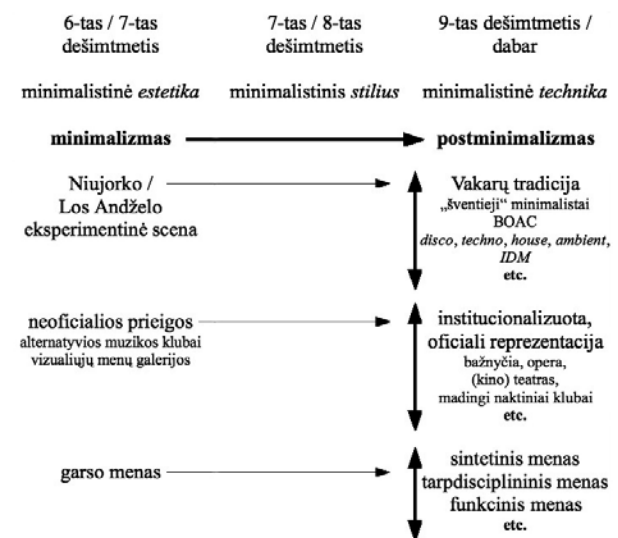 6-tas / 7-tas
dešimtmetis
7-tas / 8-tas
dešimtmetis
9-tas dešimtmetis /
dabar
minimalistinė estetika
minimalistinis stilius
minimalistinė technika
minimalizmas
postminimalizmas
Niujorko /
Los Andželo
eksperimentinė scena
Vakarų tradicija
„šventieji“ minimalistai
BOAC
disco, techno, house, ambient,
IDM
etc.
neoficialios prieigos
alternatyvios muzikos klubai
vizualiųjų menų galerijos
institucionalizuota,
oficiali reprezentacija
bažnyčia, opera,
(kino) teatras,
madingi naktiniai klubai
etc.
garso menas
sintetinis menas
tarpdisciplininis menas
funkcinis menas
etc.